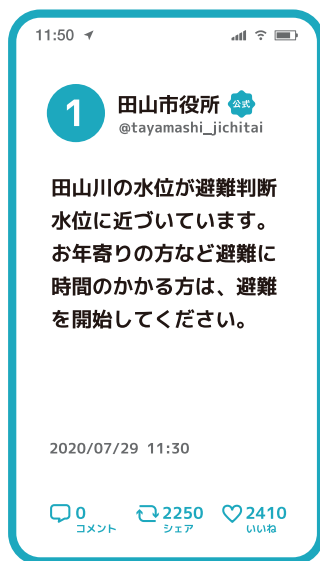 11:50
1
田山市役所 公式
@tayamashi_jichitai
田山川の水位が避難判断
水位に近づいています。
お年寄りの方など避難に
時間のかかる方は、避難
を開始してください。
2020/07/29 11:30
0 2250 2410
コメント シェア いいね